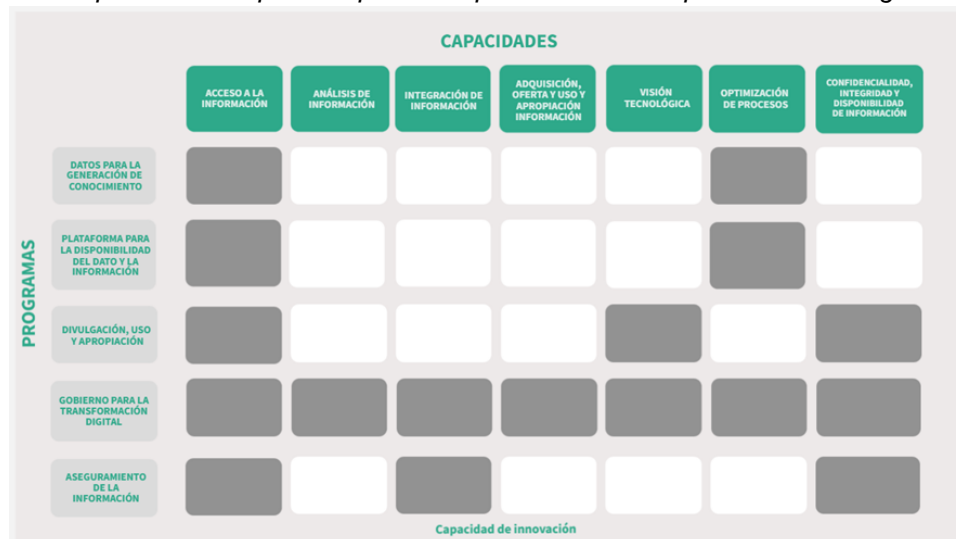 CAPACIDADES
ACCESO A LA
INFORMACIÓN
ANÁLISIS DE
INFORMACIÓN
INTEGRACIÓN DE
INFORMACIÓN
ADQUISICIÓN,
OFERTA Y USO Y
APROPIACIÓN
INFORMACIÓN
VISIÓN
TECNOLÓGICA
OPTIMIZACIÓN
DE PROCESOS
CONFIDENCIALIDAD,
INTEGRIDAD Y
DISPONIBILIDAD
DE INFORMACIÓN
PROGRAMAS
DATOS PARA LA
GENERACIÓN DE
CONOCIMIENTO
PLATAFORMA PARA
LA DISPONIBILIDAD
DEL DATO Y LA
INFORMACIÓN
DIVULGACIÓN, USO
Y APROPIACIÓN
GOBIERNO PARA LA
TRANSFORMACIÓN
DIGITAL
ASEGURAMIENTO
DE LA
INFORMACIÓN
Capacidad de innovación